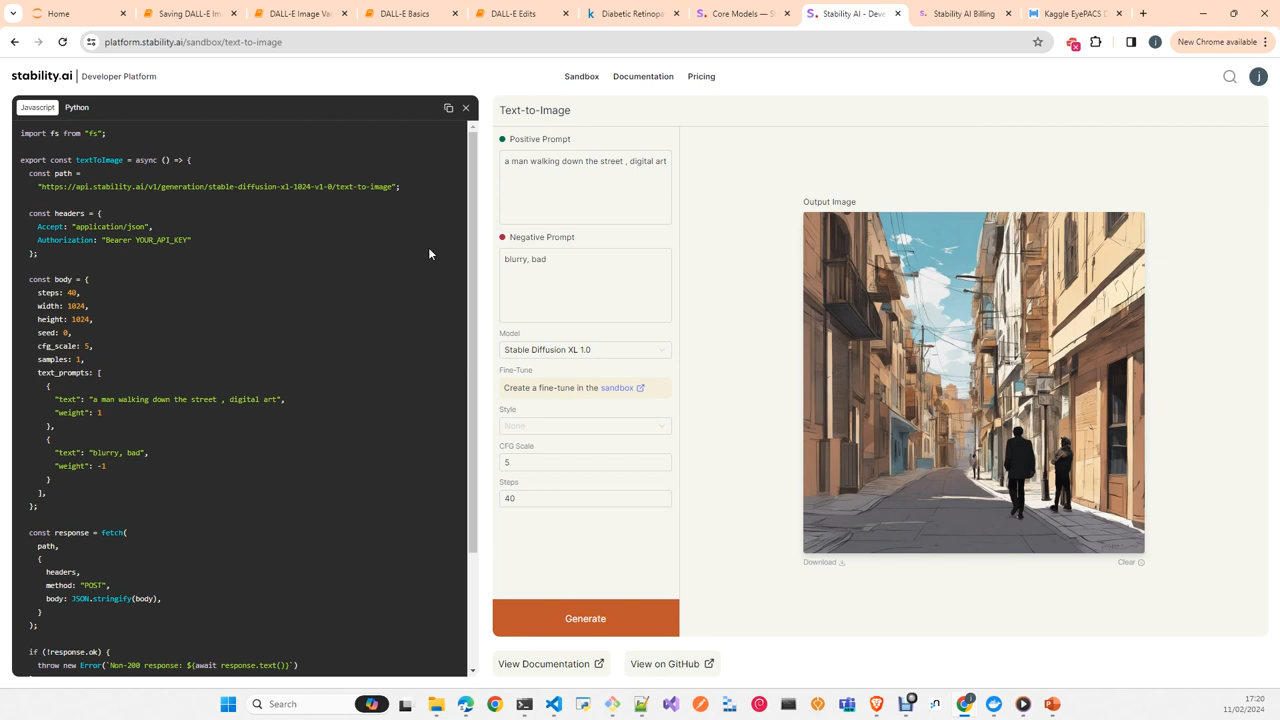 Saving DALL-E Im
DALL-E Image Var
DALL-E Basics
DALL-E Edits
Diabetic Retinop
Core Models — S
Stability AI - Deve
Stability AI Billing
Kaggle EyePACS D
platform.stability.ai/sandbox/text-to-image
New Chrome available
stability.ai | Developer Platform
Sandbox Documentation Pricing
j
Javascript Python
import fs from "fs";
export const textToImage = async () => {
const path =
"https://api.stability.ai/v1/generation/stable-diffusion-xl-1024-v1-0/text-to-image";
const headers = {
Accept: "application/json",
Authorization: "Bearer YOUR_API_KEY"
};
const body = {
steps: 40,
width: 1024,
height: 1024,
seed: 0,
cfg_scale: 5,
samples: 1,
text_prompts: [
{
"text": "a man walking down the street , digital art",
"weight": 1
},
{
"text": "blurry, bad",
"weight": -1
}
],
};
const response = fetch(
path,
{
headers,
method: "POST",
body: JSON.stringify(body),
}
);
if (!response.ok) {
throw new Error(`Non-200 response: ${await response.text()}`)
Text-to-Image
Positive Prompt
a man walking down the street , digital art
Negative Prompt
blurry, bad
Model
Stable Diffusion XL 1.0
Fine-Tune
Create a fine-tune in the sandbox
Style
None
CFG Scale
5
Steps
40
Generate
Output Image
Download Clear
View Documentation View on GitHub
Search
17:20
11/02/2024